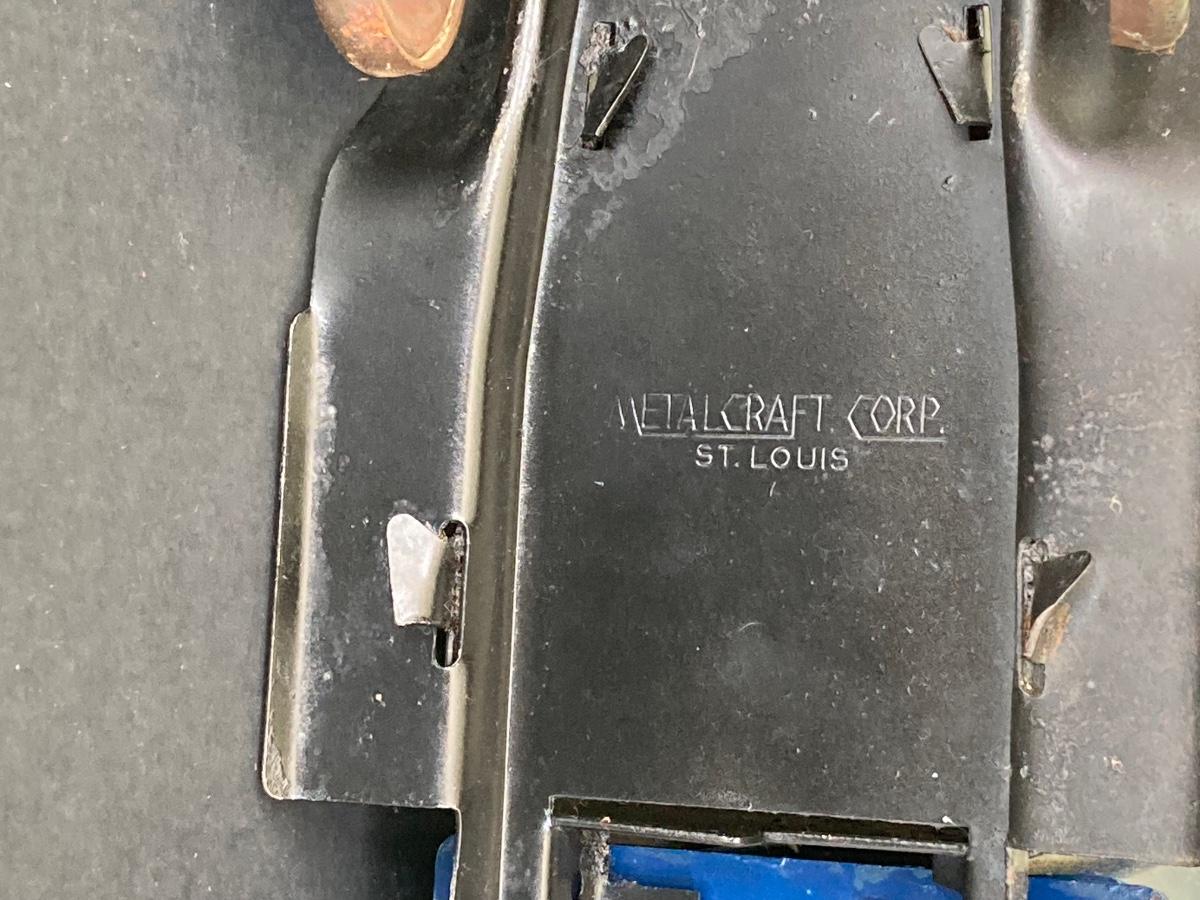 METALCRAFT. CORP.
ST. LOUIS